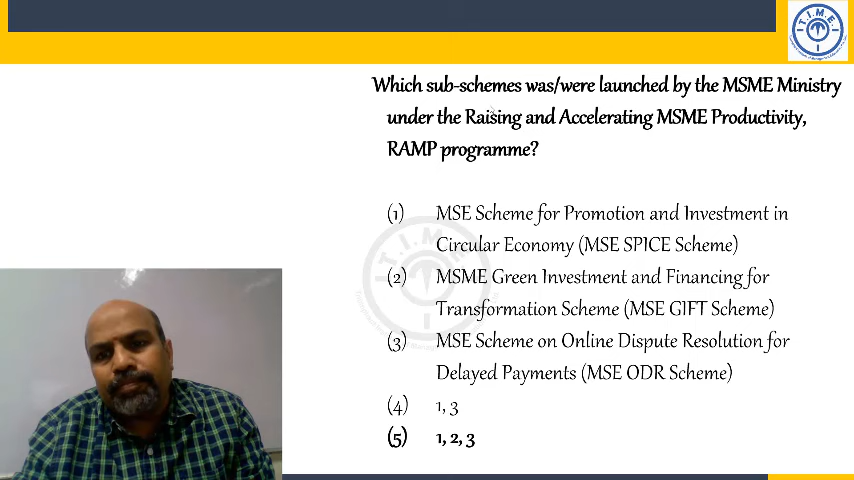 T.I.M.E.
Which sub-schemes was/were launched by the MSME Ministry
under the Raising and Accelerating MSME Productivity,
RAMP programme?
(1) MSE Scheme for Promotion and Investment in
Circular Economy (MSE SPICE Scheme)
(2) MSME Green Investment and Financing for
Transformation Scheme (MSE GIFT Scheme)
(3) MSE Scheme on Online Dispute Resolution for
Delayed Payments (MSE ODR Scheme)
(4) 1, 3
(5) 1, 2, 3